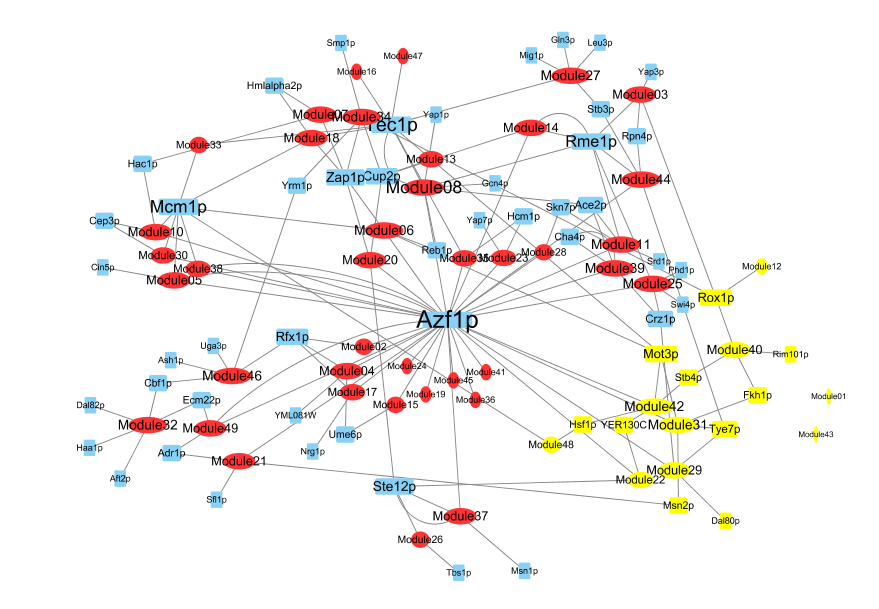 Smp1p
Module47
Gln3p
Leu3p
Mig1p
Module16
Module27
Yap3p
Hmlalpha2p
Module03
Module07
Module34
Tec1p
Yap1p
Stb3p
Module14
Module18
Rpn4p
Rme1p
Module33
Module13
Hac1p
Zap1p
Cup2p
Module44
Yrm1p
Module08
Gcn4p
Mcm1p
Skn7p
Ace2p
Cep3p
Hcm1p
Yap7p
Module10
Module06
Cha4p
Module11
Reb1p
Module30
Module28
Module20
Module35
Module23
Srd1p
Cin5p
Module38
Module39
Phd1p
Module12
Module05
Module25
Rox1p
Swi4p
Azf1p
Crz1p
Rfx1p
Uga3p
Module02
Module40
Mot3p
Rim101p
Ash1p
Module24
Module04
Module41
Module46
Stb4p
Cbf1p
Module45
Module17
Module19
Fkh1p
Module01
Ecm22p
Module36
Dal82p
Module15
Module42
YML081W
Module32
Module49
Hsf1p
YER130C
Module31
Tye7p
Ume6p
Module43
Haa1p
Module48
Adr1p
Nrg1p
Module21
Module29
Aft2p
Module22
Ste12p
Sfl1p
Msn2p
Module37
Dal80p
Module26
Tbs1p
Msn1p